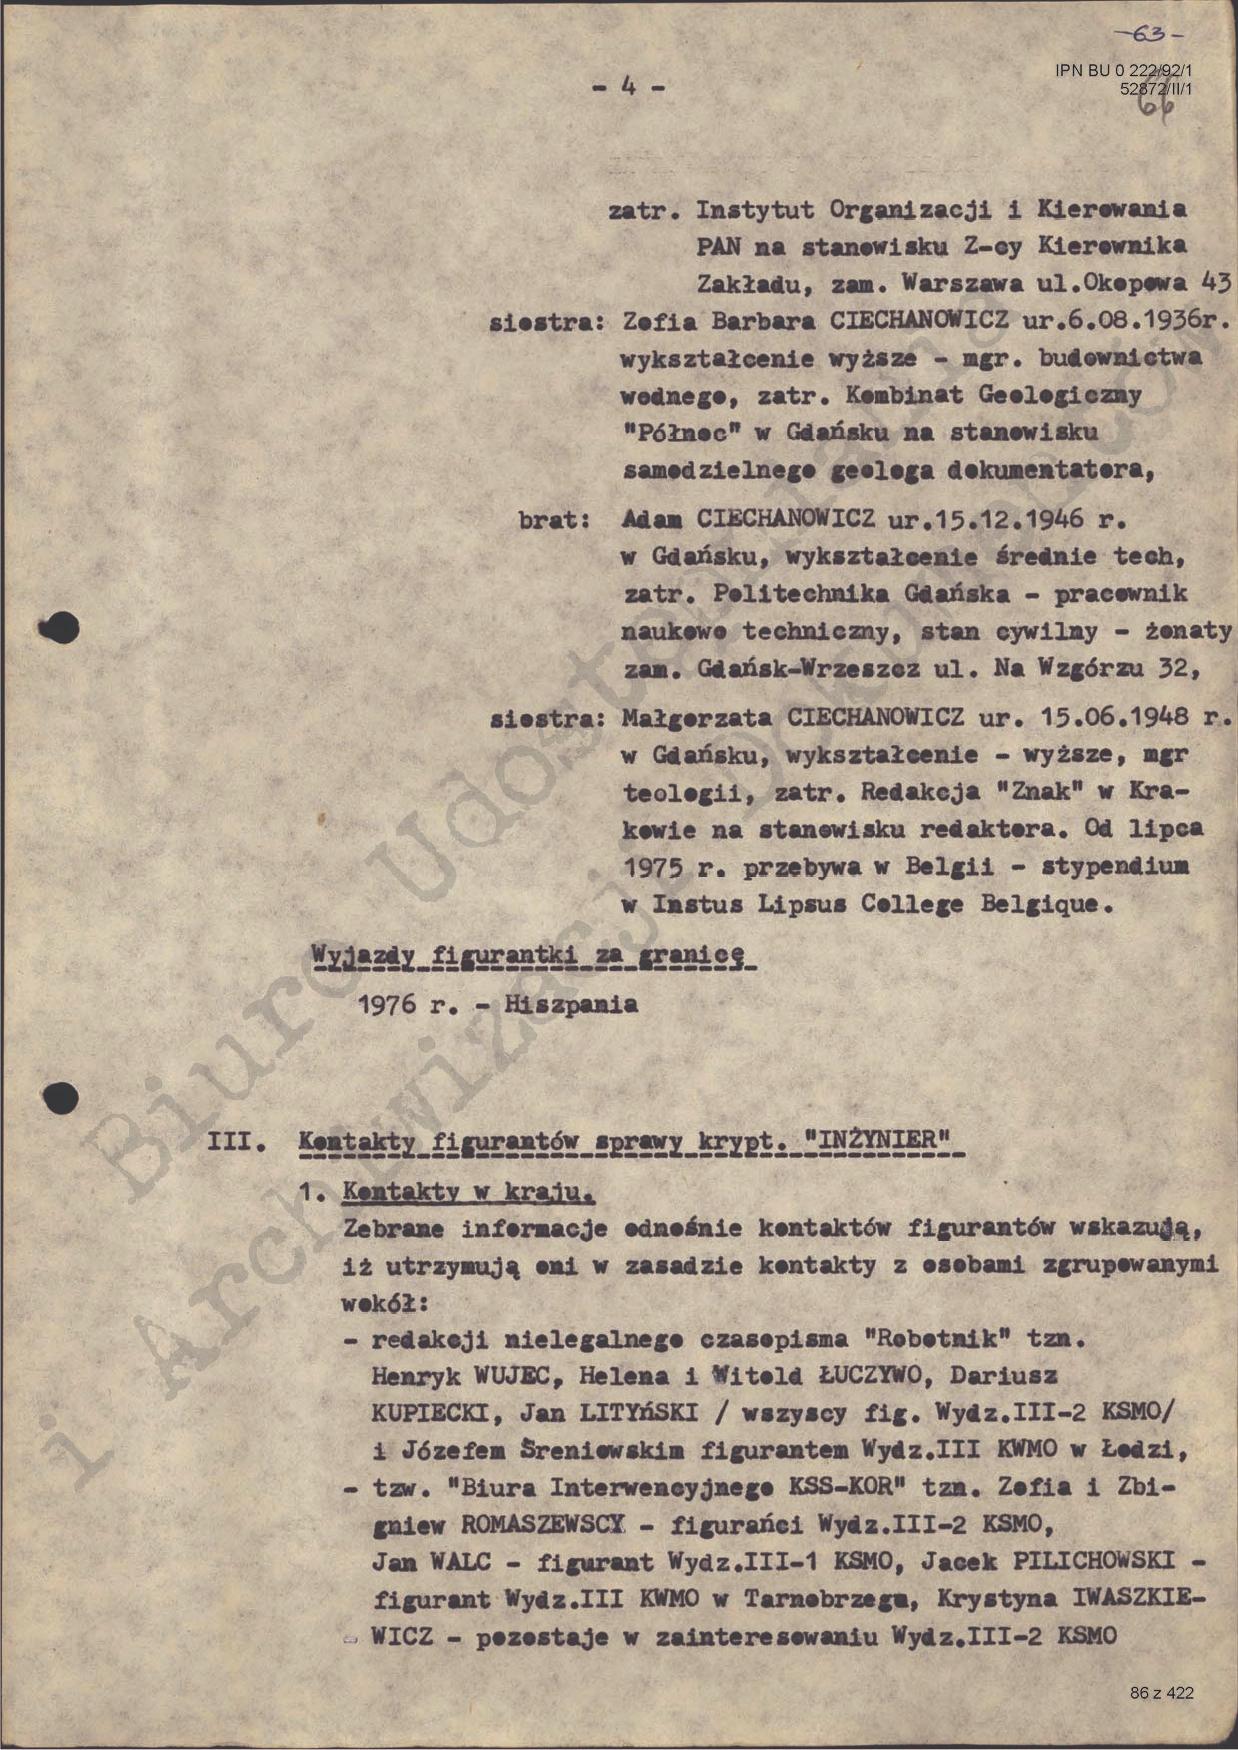 -63-
IPN BU 0 222/92/1
52872/II/1
66
- 4 -
zatr. Instytut Organizacji i Kierowania
PAN na stanowisku Z-cy Kierownika
Zakładu, zam. Warszawa ul.Okopowa 43
siostra: Zofia Barbara CIECHANOWICZ ur.6.08.1936r.
wykształcenie wyższe - mgr. budownictwa
wodnego, zatr. Kombinat Geologiczny
"Północ" w Gdańsku na stanowisku
samodzielnego geologa dokumentatora,
brat: Adam CIECHANOWICZ ur.15.12.1946 r.
w Gdańsku, wykształcenie średnie tech,
zatr. Politechnika Gdańska - pracownik
naukowo techniczny, stan cywilny - żonaty
zam. Gdańsk-Wrzeszcz ul. Na Wzgórzu 32,
siostra: Małgorzata CIECHANOWICZ ur. 15.06.1948 r.
w Gdańsku, wykształcenie - wyższe, mgr
teologii, zatr. Redakcja "Znak" w Kra-
kowie na stanowisku redaktora. Od lipca
1975 r. przebywa w Belgii - stypendium
w Instus Lipsus College Belgique.
Wyjazdy figurantki za granicę
1976 r. - Hiszpania
III. Kontakty figurantów sprawy krypt. "INŻYNIER"
1. Kontakty w kraju.
Zebrane informacje odnośnie kontaktów figurantów wskazują,
iż utrzymują oni w zasadzie kontakty z osobami zgrupowanymi
wokół:
- redakcji nielegalnego czasopisma "Robotnik" tzn.
Henryk WUJEC, Helena i Witold ŁUCZYWO, Dariusz
KUPIECKI, Jan LITYńSKI / wszyscy fig. Wydz.III-2 KSMO/
i Józefem Śreniowskim figurantem Wydz.III KWMO w Łodzi,
- tzw. "Biura Interwencyjnego KSS-KOR" tzn. Zofia i Zbi-
gniew ROMASZEWSCY - figurańci Wydz.III-2 KSMO,
Jan WALC - figurant Wydz.III-1 KSMO, Jacek PILICHOWSKI -
figurant Wydz.III KWMO w Tarnobrzegu, Krystyna IWASZKIE-
WICZ - pozostaje w zainteresowaniu Wydz.III-2 KSMO
86 z 422